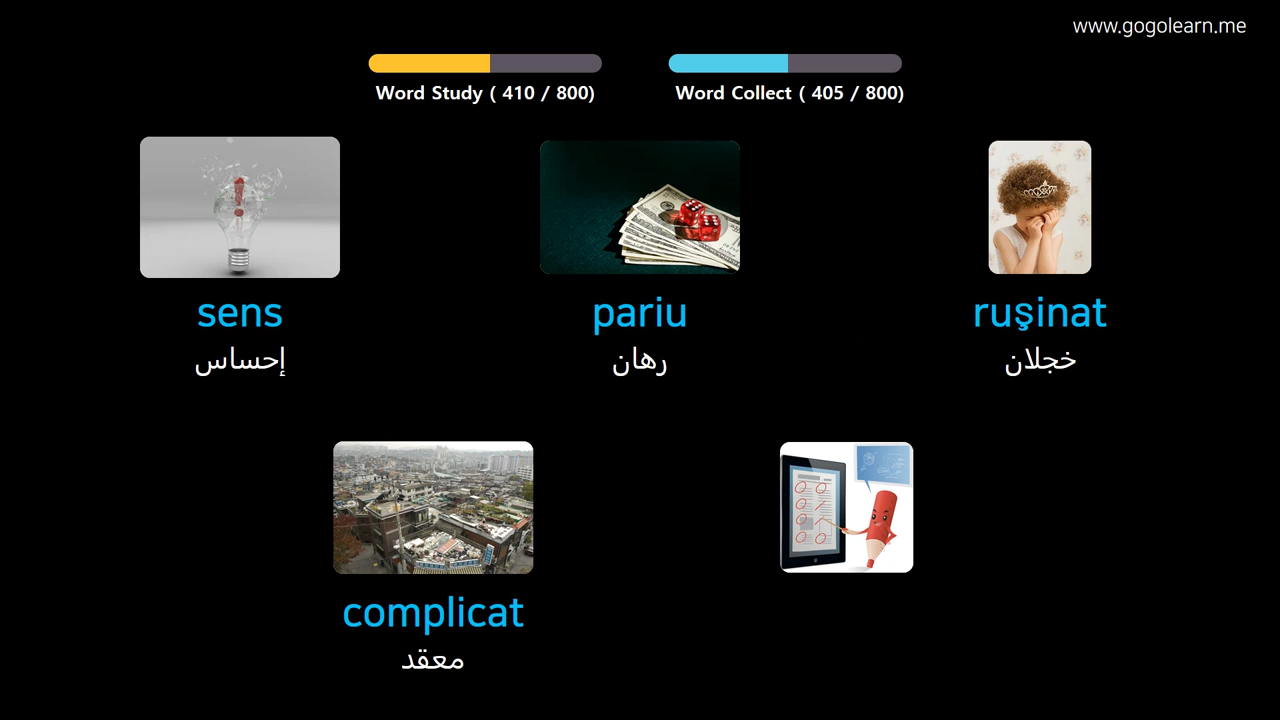 www.gogolearn.me
Word Study ( 410 / 800)
Word Collect ( 405 / 800)
sens
إحساس
pariu
رهان
ruşinat
خجلان
complicat
معقد